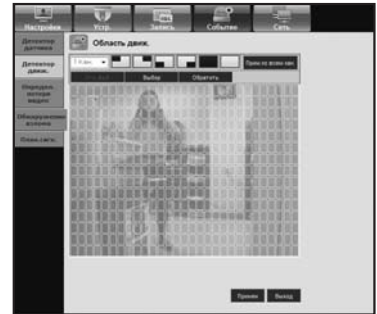 Настройки Устр. Запись События Сеть
Детектор датчика
Область движ.
Детектор движ.
1 Кан.
Прим ко всем кан.
Выбор Обратить
Определ. потери видео
Обнаружение взлома
План.сигн.
Примен Выход